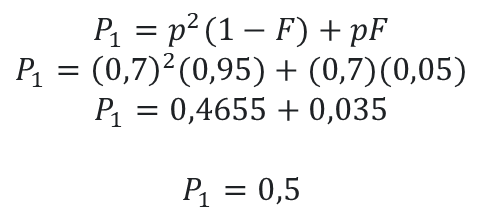 P₁ = p²(1 − F) + pF
P₁ = (0,7)²(0,95) + (0,7)(0,05)
P₁ = 0,4655 + 0,035
P₁ = 0,5